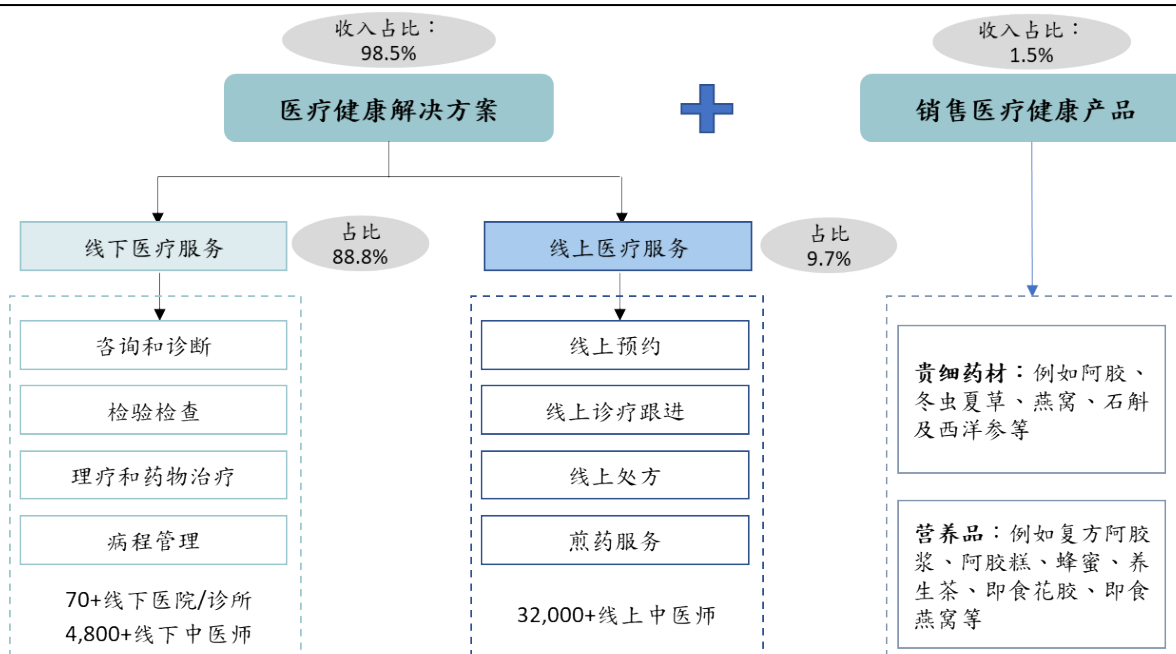 收入占比：
98.5%
收入占比：
1.5%
医疗健康解决方案
销售医疗健康产品
线下医疗服务
占比
88.8%
线上医疗服务
占比
9.7%
咨询和诊断
检验检查
理疗和药物治疗
病程管理
70+线下医院/诊所
4,800+线下中医师
线上预约
线上诊疗跟进
线上处方
煎药服务
32,000+线上中医师
贵细药材：例如阿胶、
冬虫夏草、燕窝、石斛
及西洋参等
营养品：例如复方阿胶
浆、阿胶糕、蜂蜜、养
生茶、即食花胶、即食
燕窝等